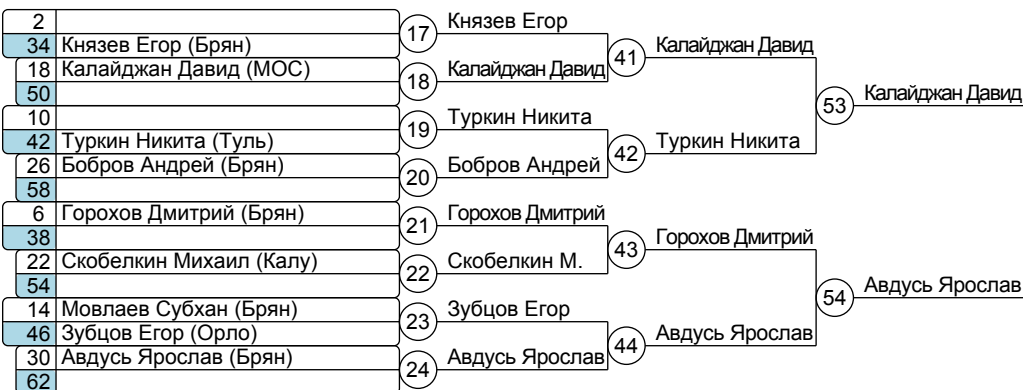 2
34 Князев Егор (Брян)
18 Калайджан Давид (МОС)
50
10
42 Туркин Никита (Туль)
26 Бобров Андрей (Брян)
58
6 Горохов Дмитрий (Брян)
38
22 Скобелкин Михаил (Калу)
54
14 Мовлаев Субхан (Брян)
46 Зубцов Егор (Орло)
30 Авдусь Ярослав (Брян)
62
17 Князев Егор
18 Калайджан Давид
19 Туркин Никита
20 Бобров Андрей
21 Горохов Дмитрий
22 Скобелкин М.
23 Зубцов Егор
24 Авдусь Ярослав
41 Калайджан Давид
42 Туркин Никита
43 Горохов Дмитрий
44 Авдусь Ярослав
53 Калайджан Давид
54 Авдусь Ярослав